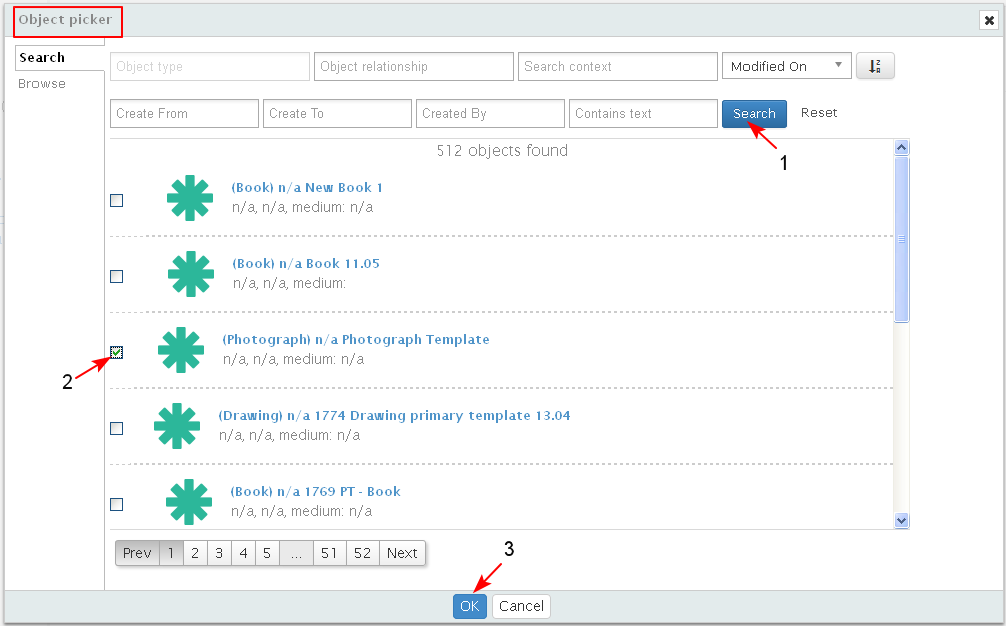 Object picker
Search
Browse
Object type
Object relationship
Search context
Modified On
Create From
Create To
Created By
Contains text
Search
Reset
1
512 objects found
(Book) n/a New Book 1
n/a, n/a, medium: n/a
(Book) n/a Book 11.05
n/a, n/a, medium:
(Photograph) n/a Photograph Template
n/a, n/a, medium: n/a
2
(Drawing) n/a 1774 Drawing primary template 13.04
n/a, n/a, medium: n/a
(Book) n/a 1769 PT - Book
n/a, n/a, medium: n/a
Prev 1 2 3 4 5 ... 51 52 Next
3
OK
Cancel